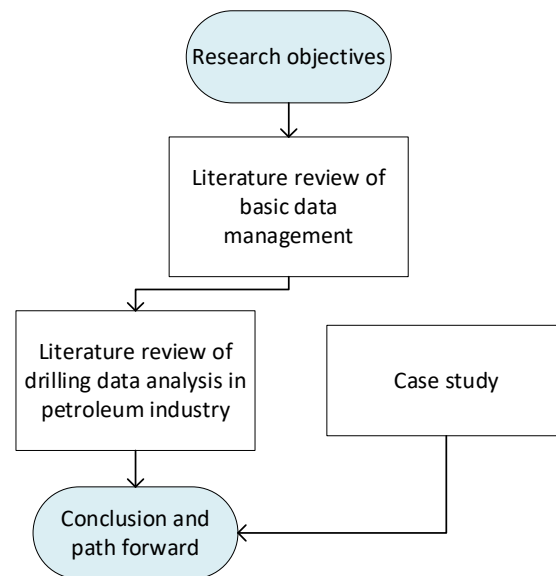 Research objectives
Literature review of
basic data
management
Literature review of
drilling data analysis in
petroleum industry
Case study
Conclusion and
path forward